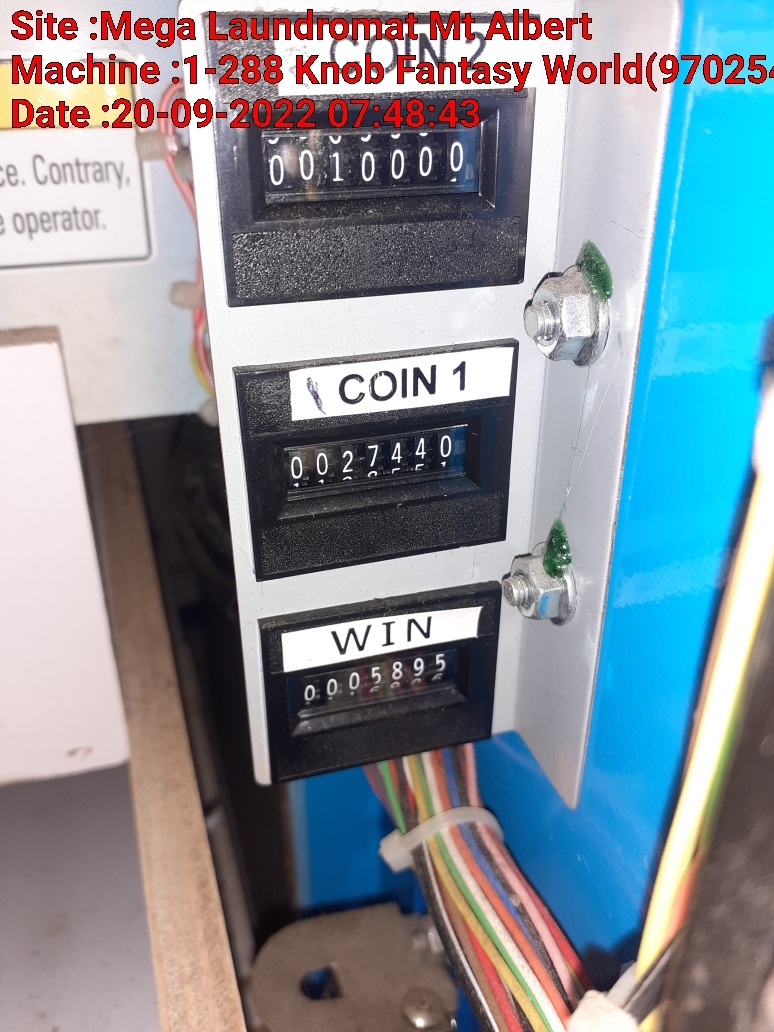 Site :Mega Laundromat Mt Albert
Machine :1-288 Knob Fantasy World(970254
Date :20-09-2022 07:48:43
COIN 2
0010000
ce. Contrary,
e operator.
COIN 1
0027440
WIN
0005895